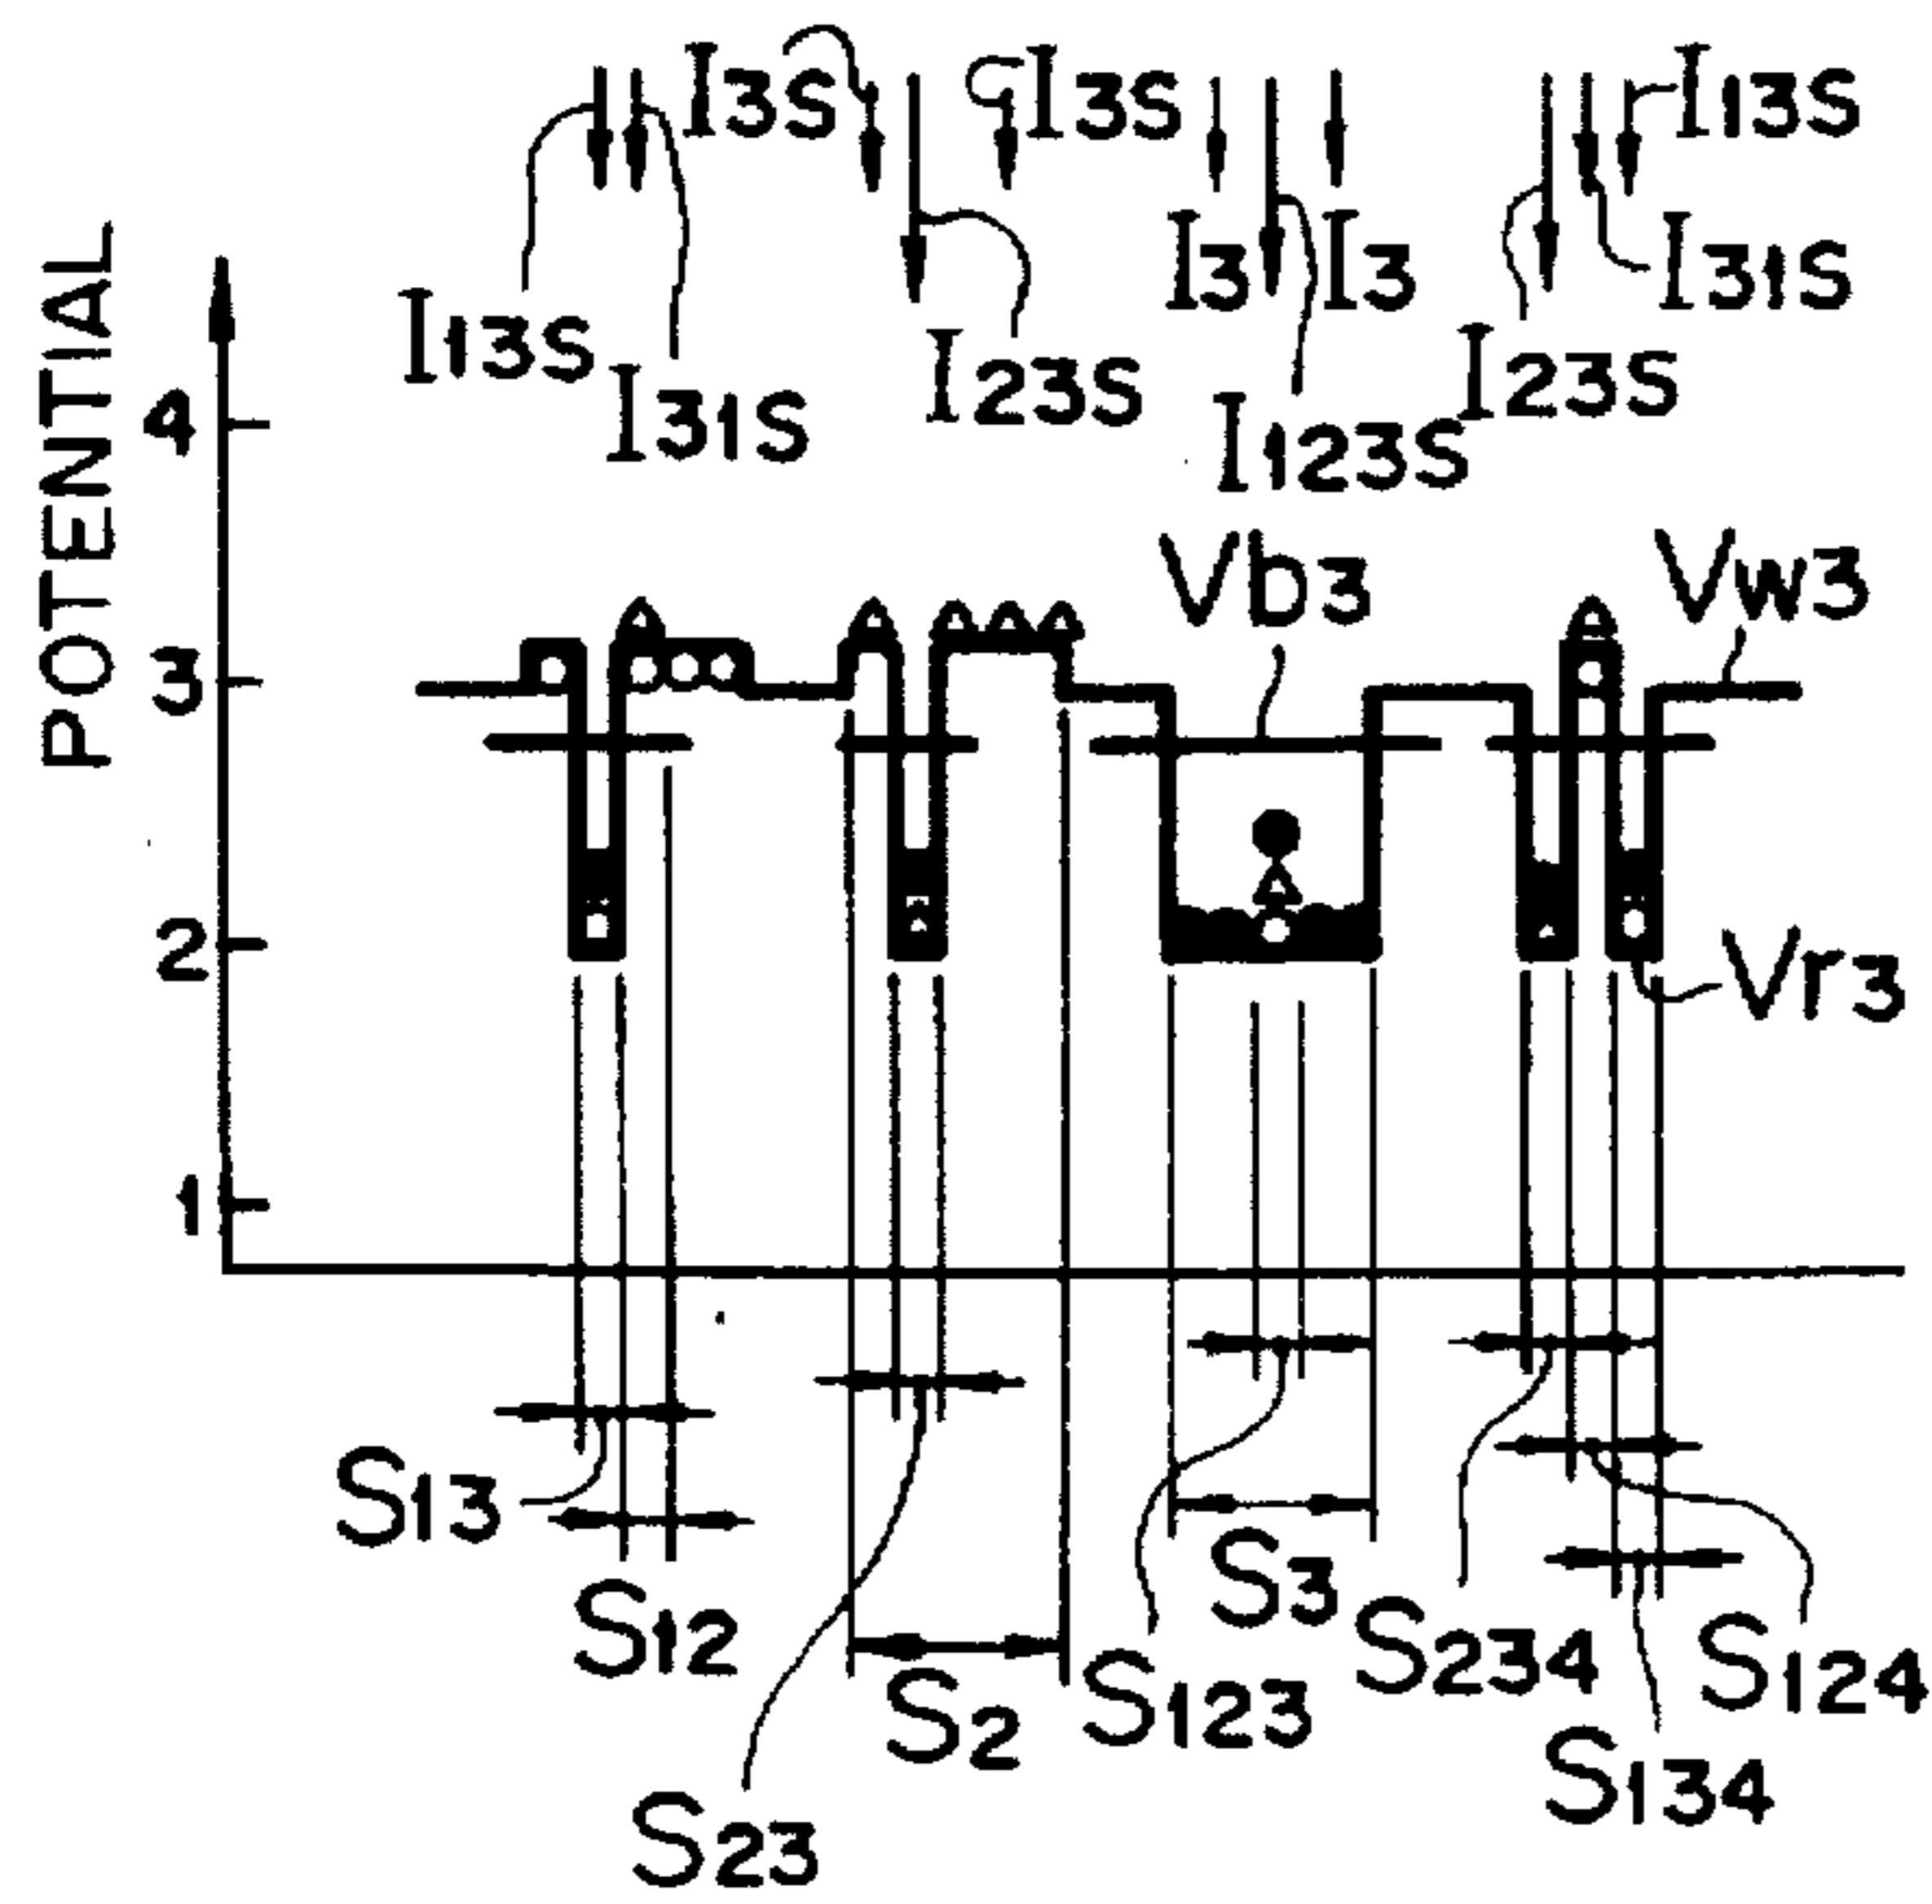 I3S I3S I13S
I3 I3 I31S
I13S I31S I23S I123S I23S
POTENTIAL
4
3
2
1
Vb3 Vw3
Vr3
S13
S12 S3 S234 S124
S2 S123 S134
S23